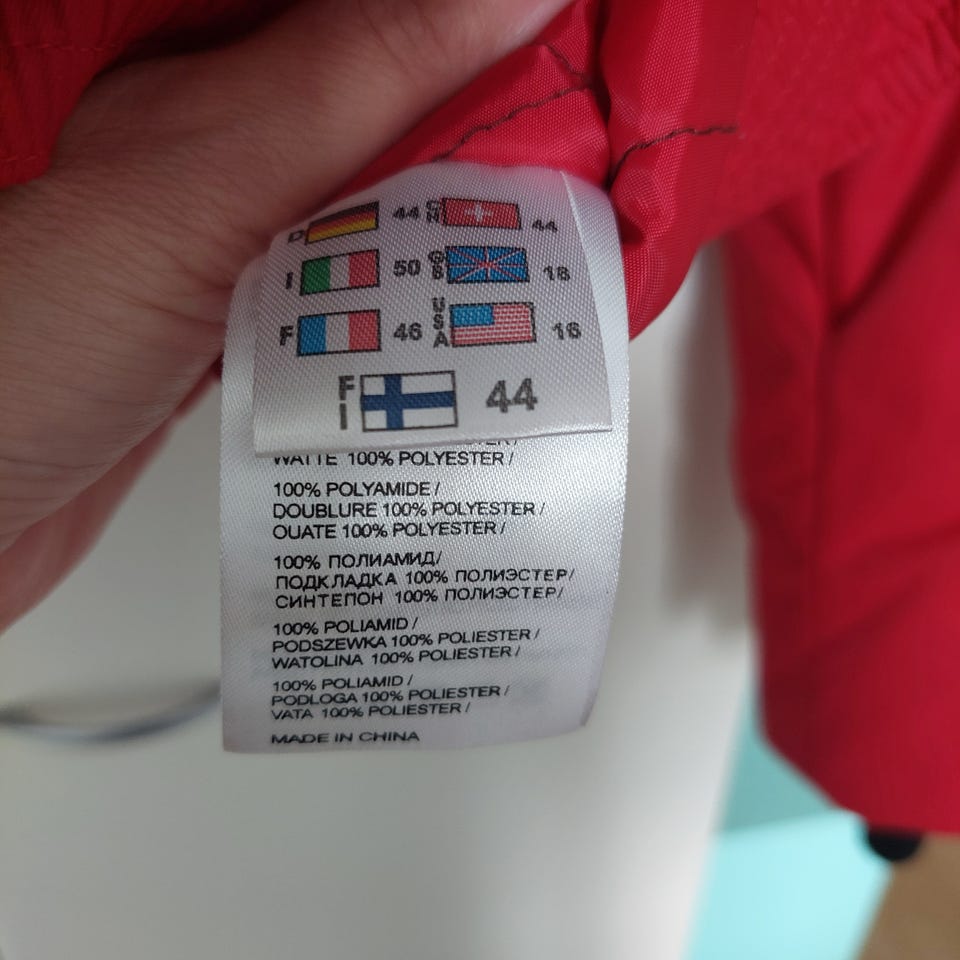 D 44 CH 44
I 50 GB 18
F 46 USA 16
FI 44
WATTE 100% POLYESTER /
100% POLYAMIDE /
DOUBLURE 100% POLYESTER /
OUATE 100% POLYESTER /
100% ПОЛИАМИД/
ПОДКЛАДКА 100% ПОЛИЭСТЕР/
СИНТЕПОН 100% ПОЛИЭСТЕР/
100% POLIAMID /
PODSZEWKA 100% POLIESTER /
WATOLINA 100% POLIESTER /
100% POLIAMID /
PODLOGA 100% POLIESTER /
VATA 100% POLIESTER /
MADE IN CHINA